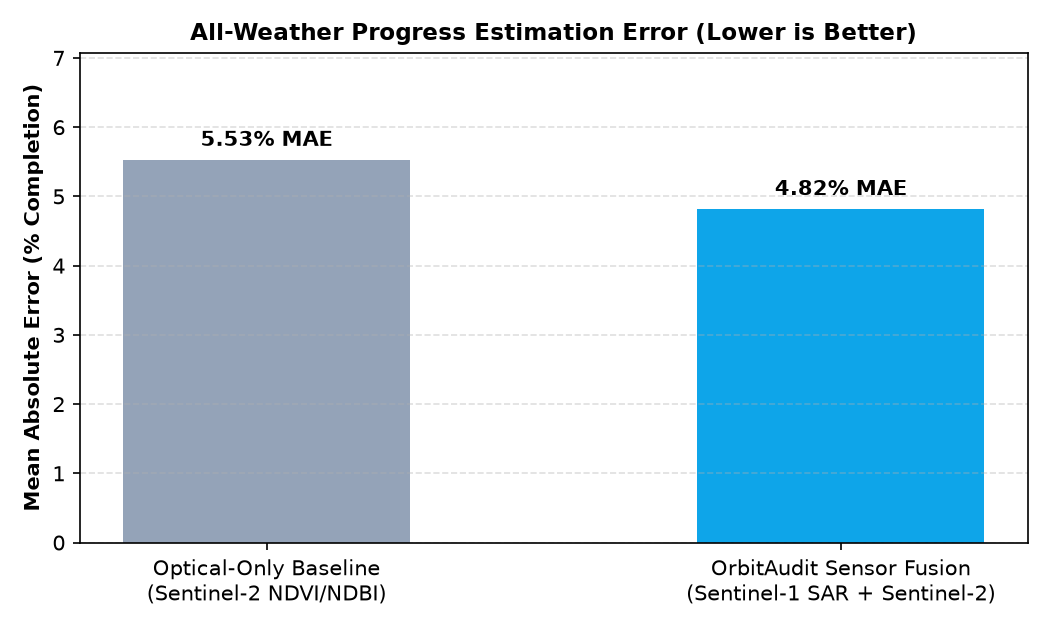 All-Weather Progress Estimation Error (Lower is Better)
Mean Absolute Error (% Completion)
7
6
5
4
3
2
1
0
5.53% MAE
4.82% MAE
Optical-Only Baseline
(Sentinel-2 NDVI/NDBI)
OrbitAudit Sensor Fusion
(Sentinel-1 SAR + Sentinel-2)